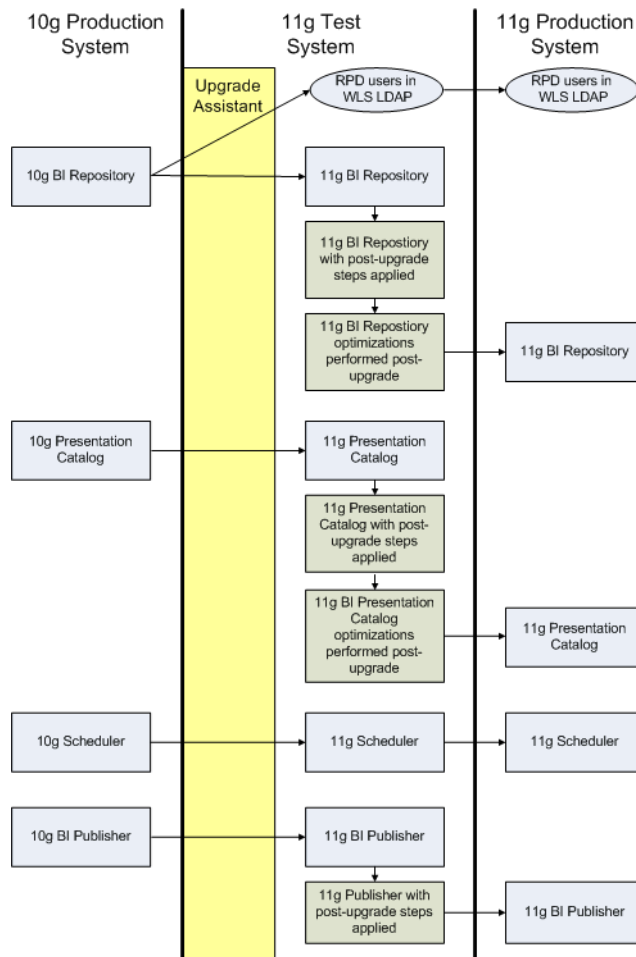 10g Production
System
11g Test
System
11g Production
System
Upgrade
Assistant
RPD users in
WLS LDAP
RPD users in
WLS LDAP
10g BI Repository
11g BI Repository
11g BI Repostiory
with post-upgrade
steps applied
11g BI Repostiory
optimizations
performed post-
upgrade
11g BI Repository
10g Presentation
Catalog
11g Presentation
Catalog
11g Presentation
Catalog with post-
upgrade steps
applied
11g BI Presentation
Catalog
optimizations
performed post-
upgrade
11g Presentation
Catalog
10g Scheduler
11g Scheduler
11g Scheduler
10g BI Publisher
11g BI Publisher
11g Publisher with
post-upgrade steps
applied
11g BI Publisher